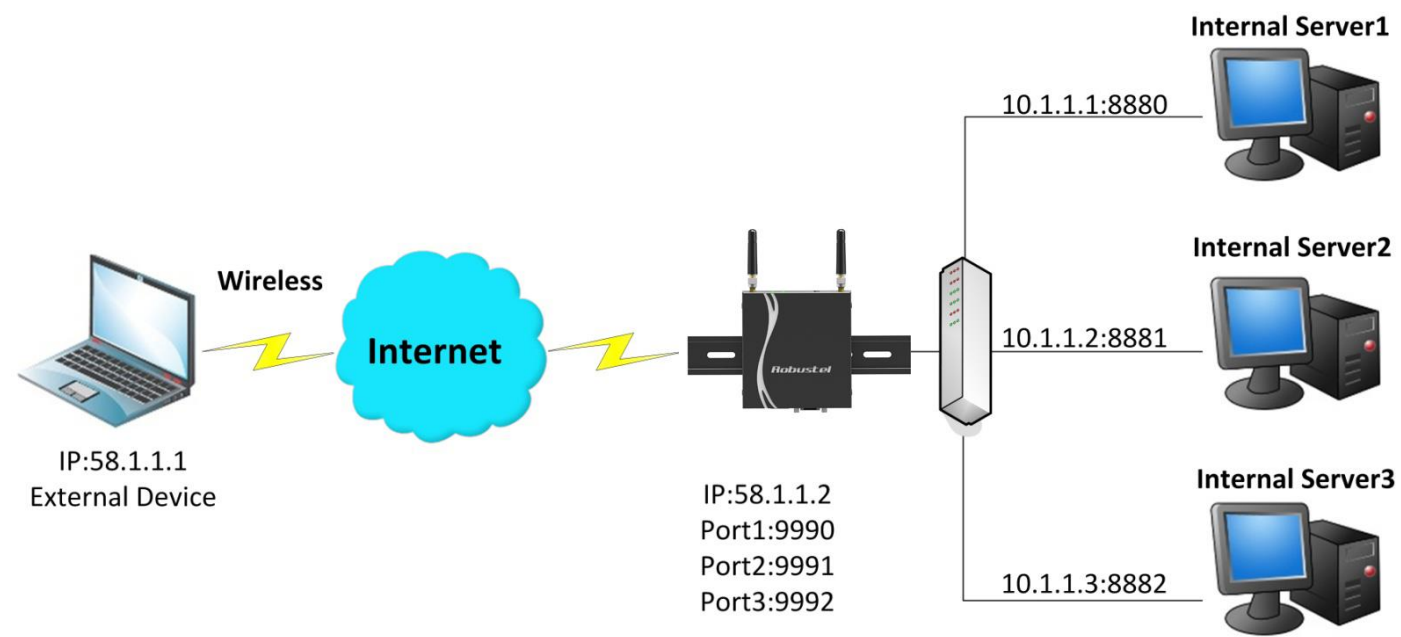 Internal Server1
10.1.1.1:8880
Internal Server2
Wireless
Internet
10.1.1.2:8881
Robustel
IP:58.1.1.1
External Device
IP:58.1.1.2
Port1:9990
Port2:9991
Port3:9992
Internal Server3
10.1.1.3:8882